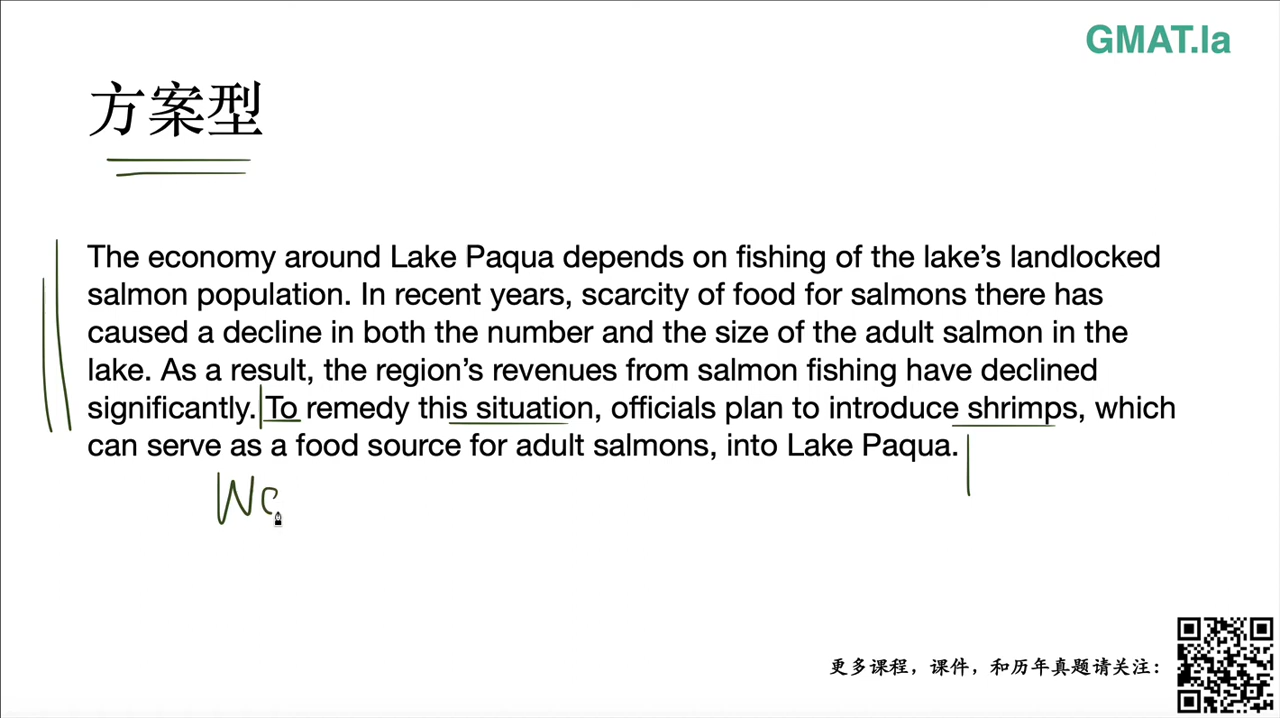 GMAT.la
方案型
The economy around Lake Paqua depends on fishing of the lake’s landlocked
salmon population. In recent years, scarcity of food for salmons there has
caused a decline in both the number and the size of the adult salmon in the
lake. As a result, the region’s revenues from salmon fishing have declined
significantly. To remedy this situation, officials plan to introduce shrimps, which
can serve as a food source for adult salmons, into Lake Paqua.
更多课程，课件，和历年真题请关注：